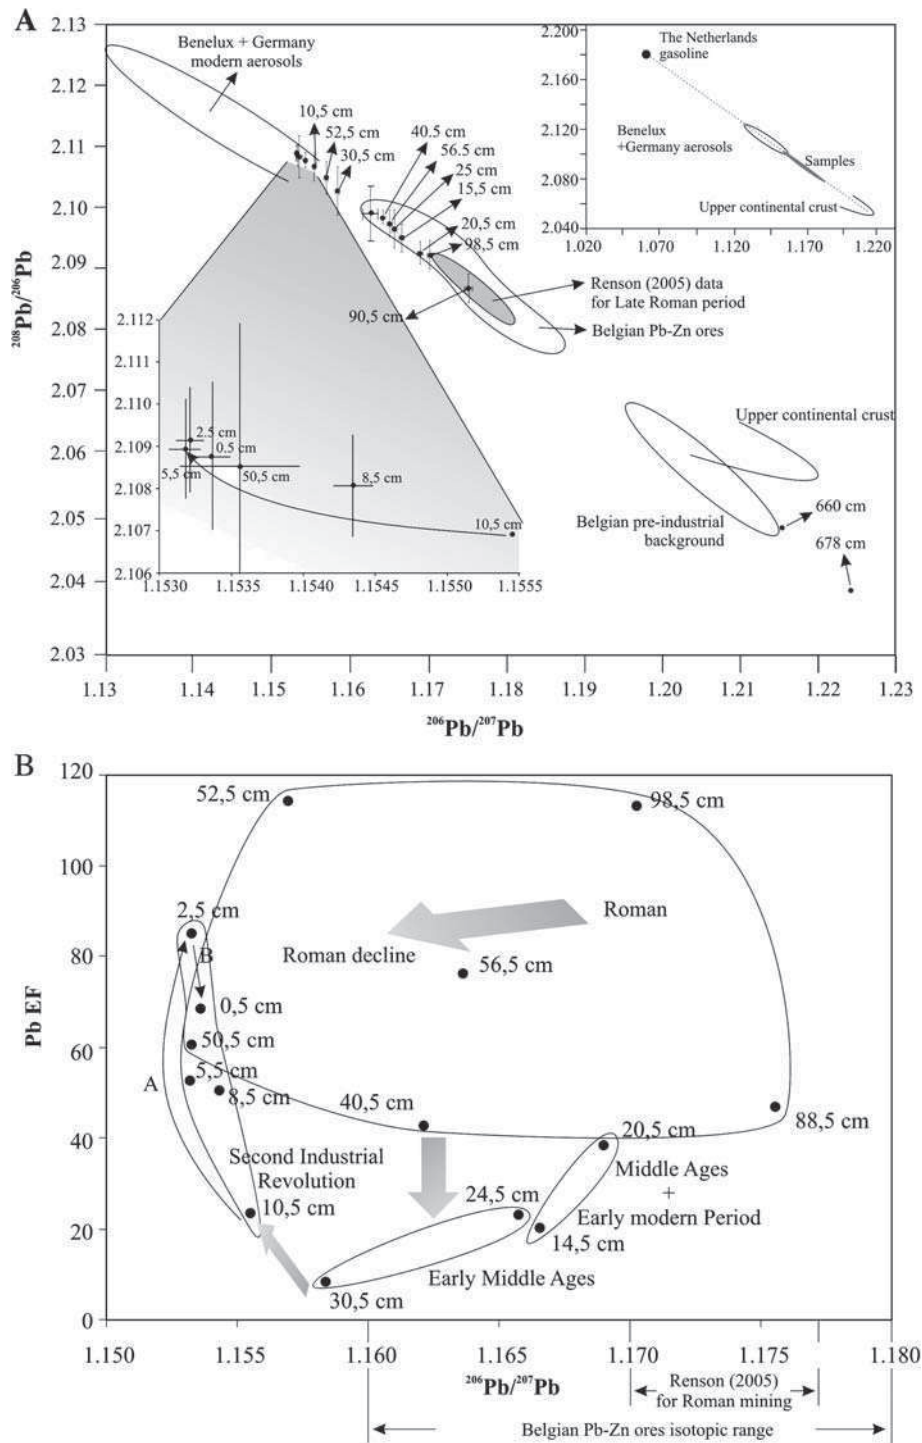 A
2.13
2.12
2.11
2.10
2.09
2.08
2.07
2.06
2.05
2.04
2.03
²⁰⁸Pb/²⁰⁶Pb
Benelux + Germany
modern aerosols
10,5 cm
52,5 cm
30,5 cm
40.5 cm
56.5 cm
25 cm
15,5 cm
20,5 cm
98,5 cm
90,5 cm
Renson (2005) data
for Late Roman period
Belgian Pb-Zn ores
Upper continental crust
Belgian pre-industrial
background
660 cm
678 cm
2.200
2.160
2.120
2.080
2.040
The Netherlands
gasoline
Benelux
+Germany aerosols
Samples
Upper continental crust
1.020
1.070
1.120
1.170
1.220
2.112
2.111
2.110
2.109
2.108
2.107
2.106
2.5 cm
0.5 cm
5,5 cm
50,5 cm
8,5 cm
10,5 cm
1.1530
1.1535
1.1540
1.1545
1.1550
1.1555
1.13
1.14
1.15
1.16
1.17
1.18
1.19
1.20
1.21
1.22
1.23
²⁰⁶Pb/²⁰⁷Pb
B
120
100
80
60
40
20
0
Pb EF
52,5 cm
98,5 cm
2,5 cm
B
Roman
Roman decline
56,5 cm
0,5 cm
50,5 cm
5,5 cm
A
8,5 cm
40,5 cm
88,5 cm
20,5 cm
Second Industrial
Revolution
10,5 cm
Middle Ages
+
Early modern Period
24,5 cm
14,5 cm
Early Middle Ages
30,5 cm
1.150
1.155
1.160
1.165
1.170
1.175
1.180
²⁰⁶Pb/²⁰⁷Pb
Renson (2005)
for Roman mining
Belgian Pb-Zn ores isotopic range